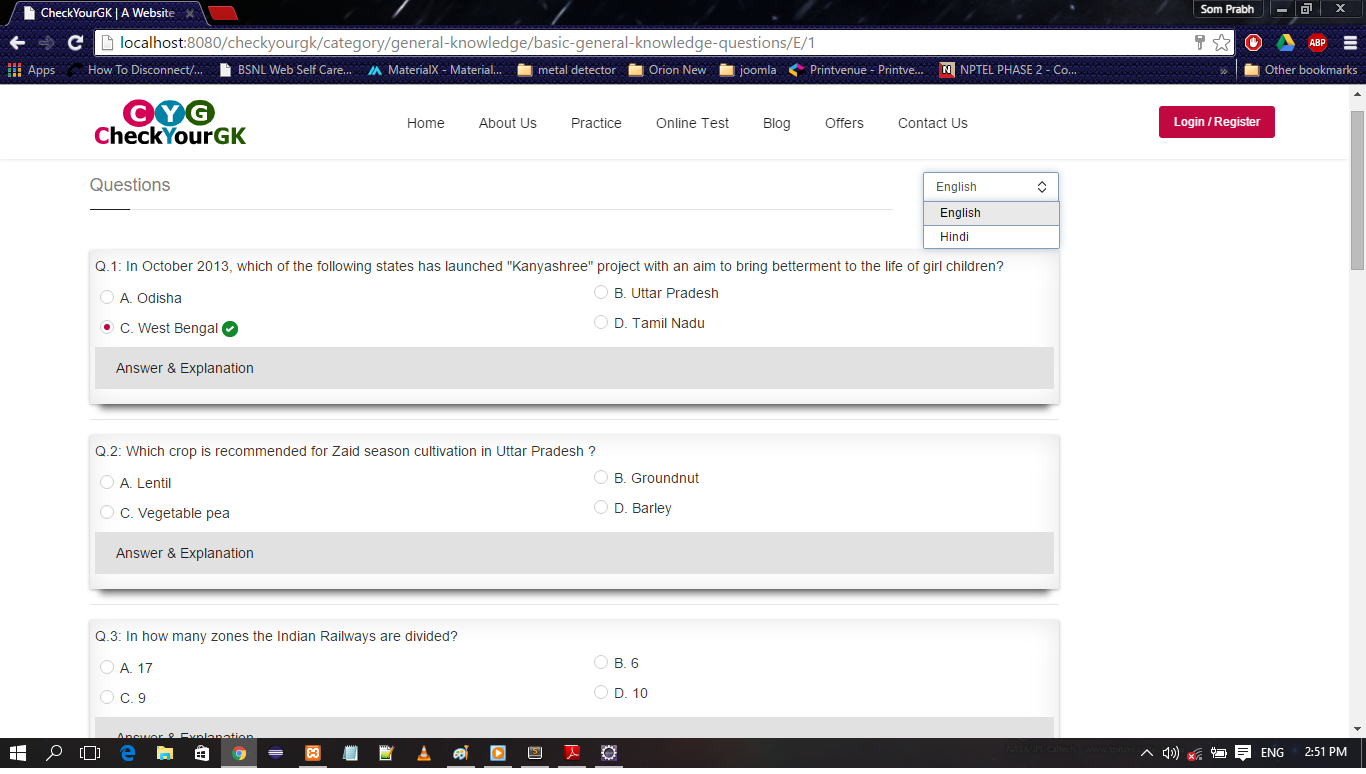 CheckYourGK | A Website
Som Prabh
localhost:8080/checkyourgk/category/general-knowledge/basic-general-knowledge-questions/E/1
ABP
Apps How To Disconnect/... BSNL Web Self Care... MaterialX - Material... metal detector Orion New joomla Printvenue - Printve... N NPTEL PHASE 2 - Co... » Other bookmarks
CYG
CheckYourGK
Home About Us Practice Online Test Blog Offers Contact Us
Login / Register
Questions
English
English
Hindi
Q.1: In October 2013, which of the following states has launched "Kanyashree" project with an aim to bring betterment to the life of girl children?
A. Odisha B. Uttar Pradesh
C. West Bengal D. Tamil Nadu
Answer & Explanation
Q.2: Which crop is recommended for Zaid season cultivation in Uttar Pradesh ?
A. Lentil B. Groundnut
C. Vegetable pea D. Barley
Answer & Explanation
Q.3: In how many zones the Indian Railways are divided?
A. 17 B. 6
C. 9 D. 10
Answer & Explanation
ENG 2:51 PM